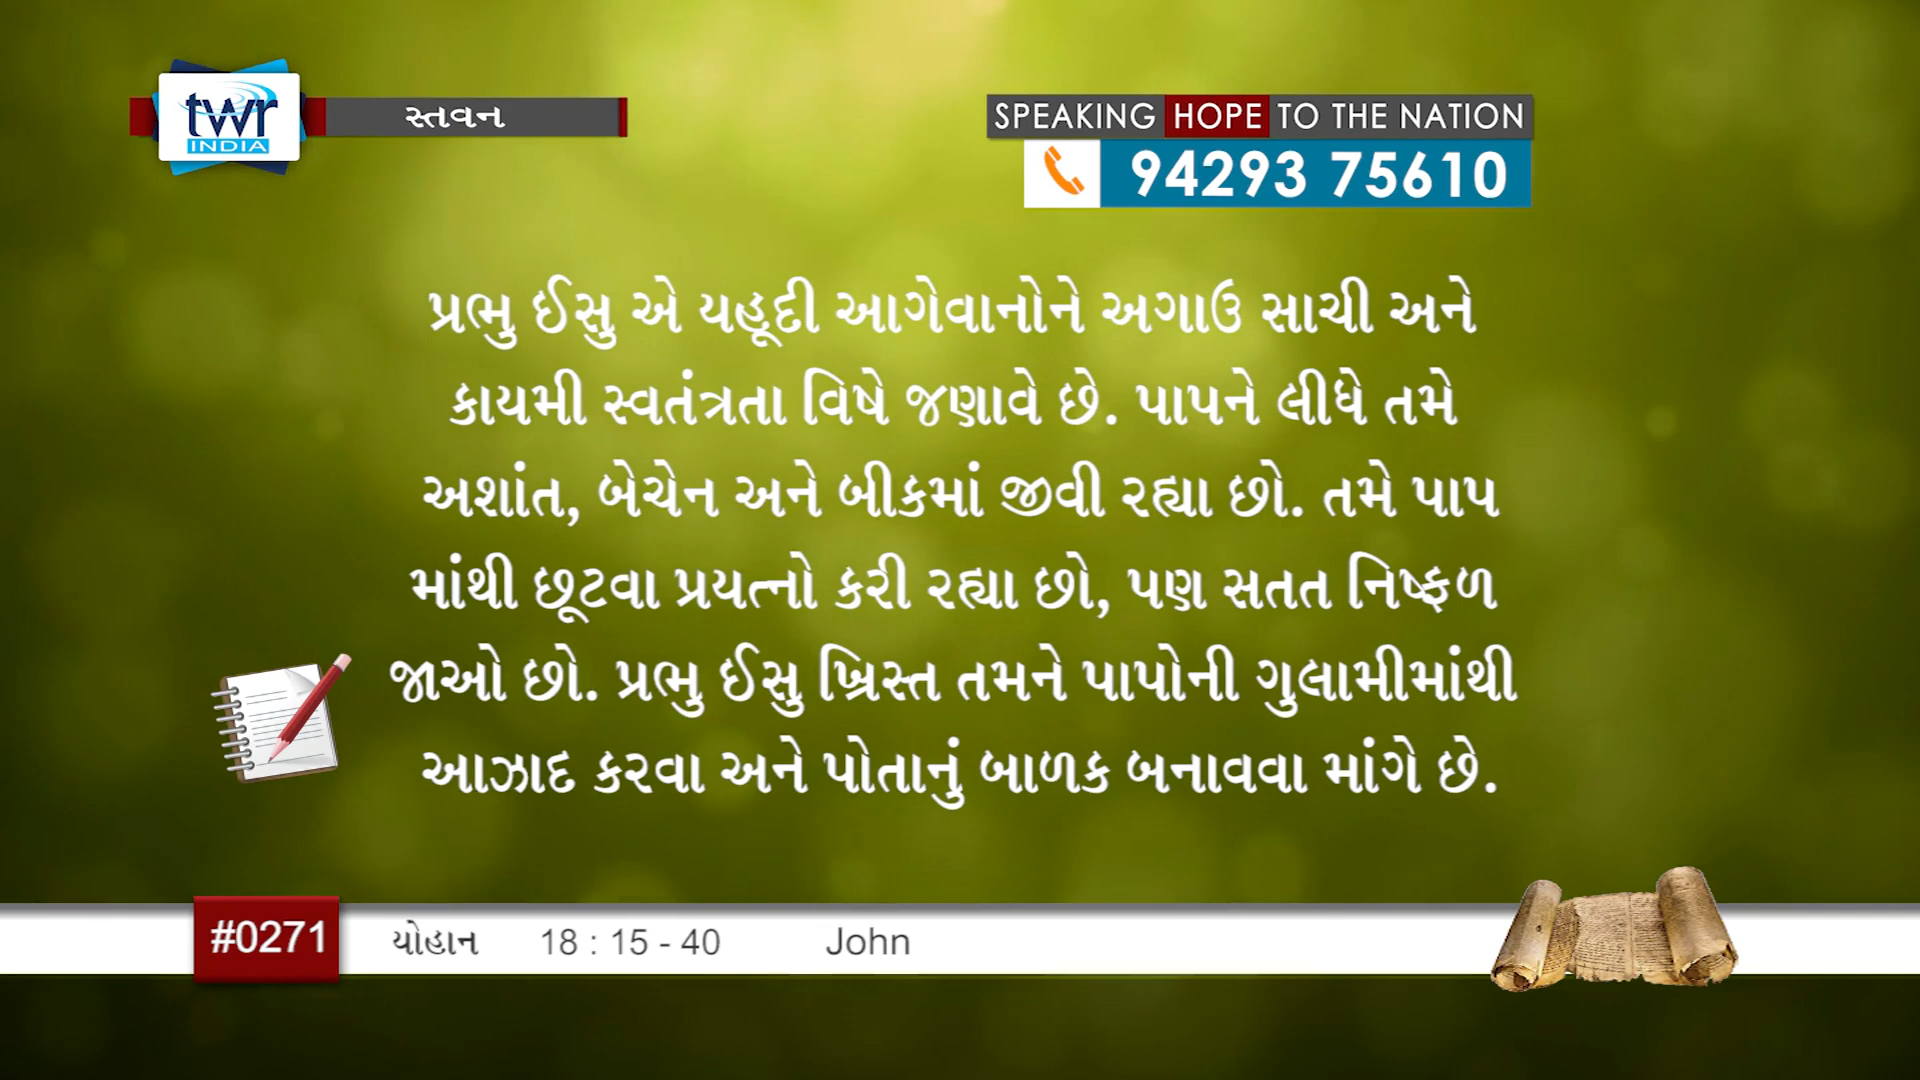 twr
INDIA
સ્તવન
SPEAKING HOPE TO THE NATION
94293 75610
પ્રભુ ઈસુ એ યહૂદી આગેવાનોને અગાઉ સાચી અને
કાયમી સ્વતંત્રતા વિષે જણાવે છે. પાપને લીધે તમે
અશાંત, બેચેન અને બીકમાં જીવી રહ્યા છો. તમે પાપ
માંથી છૂટવા પ્રયત્નો કરી રહ્યા છો, પણ સતત નિષ્ફળ
જાઓ છો. પ્રભુ ઈસુ ખ્રિસ્ત તમને પાપોની ગુલામીમાંથી
આઝાદ કરવા અને પોતાનું બાળક બનાવવા માંગે છે.
#0271 યોહાન 18 : 15 - 40 John